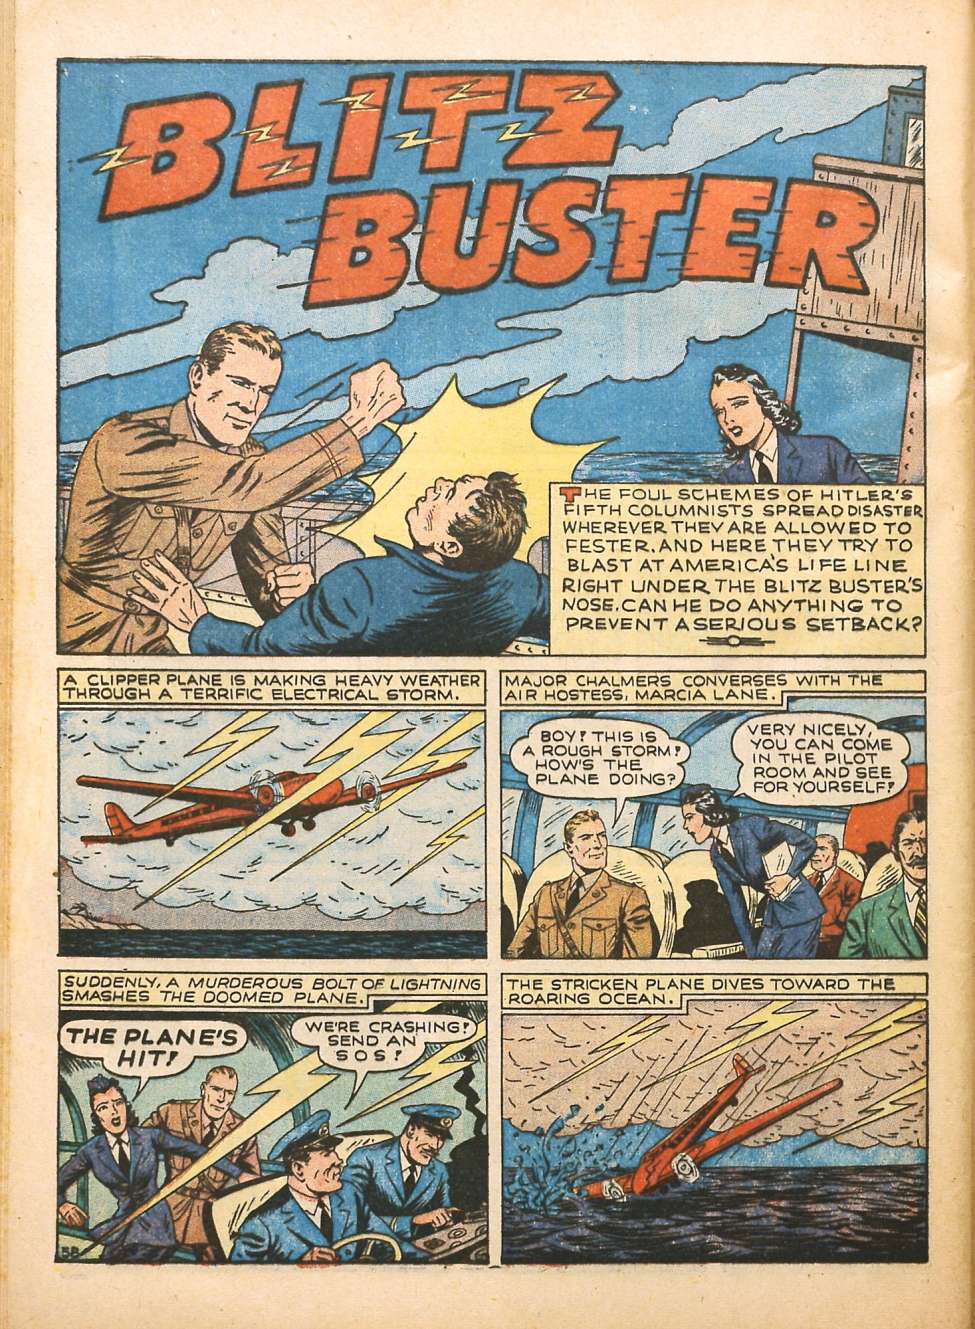 BLITZ
BUSTER
THE FOUL SCHEMES OF HITLER'S
FIFTH COLUMNISTS SPREAD DISASTER
WHEREVER THEY ARE ALLOWED TO
FESTER. AND HERE THEY TRY TO
BLAST AT AMERICA'S LIFE LINE
RIGHT UNDER THE BLITZ BUSTER'S
NOSE. CAN HE DO ANYTHING TO
PREVENT A SERIOUS SETBACK?
A CLIPPER PLANE IS MAKING HEAVY WEATHER
THROUGH A TERRIFIC ELECTRICAL STORM.
MAJOR CHALMERS CONVERSES WITH THE
AIR HOSTESS, MARCIA LANE.
BOY! THIS IS
A ROUGH STORM!
HOW'S THE
PLANE DOING?
VERY NICELY,
YOU CAN COME
IN THE PILOT
ROOM AND SEE
FOR YOURSELF!
SUDDENLY, A MURDEROUS BOLT OF LIGHTNING
SMASHES THE DOOMED PLANE.
THE PLANE'S
HIT!
WE'RE CRASHING!
SEND AN
SOS!
THE STRICKEN PLANE DIVES TOWARD THE
ROARING OCEAN.